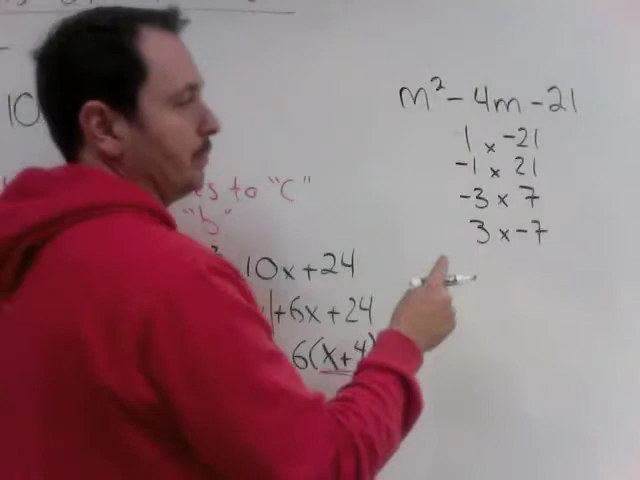 10
es to "C"
"b"
10x+24
+6x+24
6(x+4)
m² - 4m - 21
1 x -21
-1 x 21
-3 x 7
3 x -7